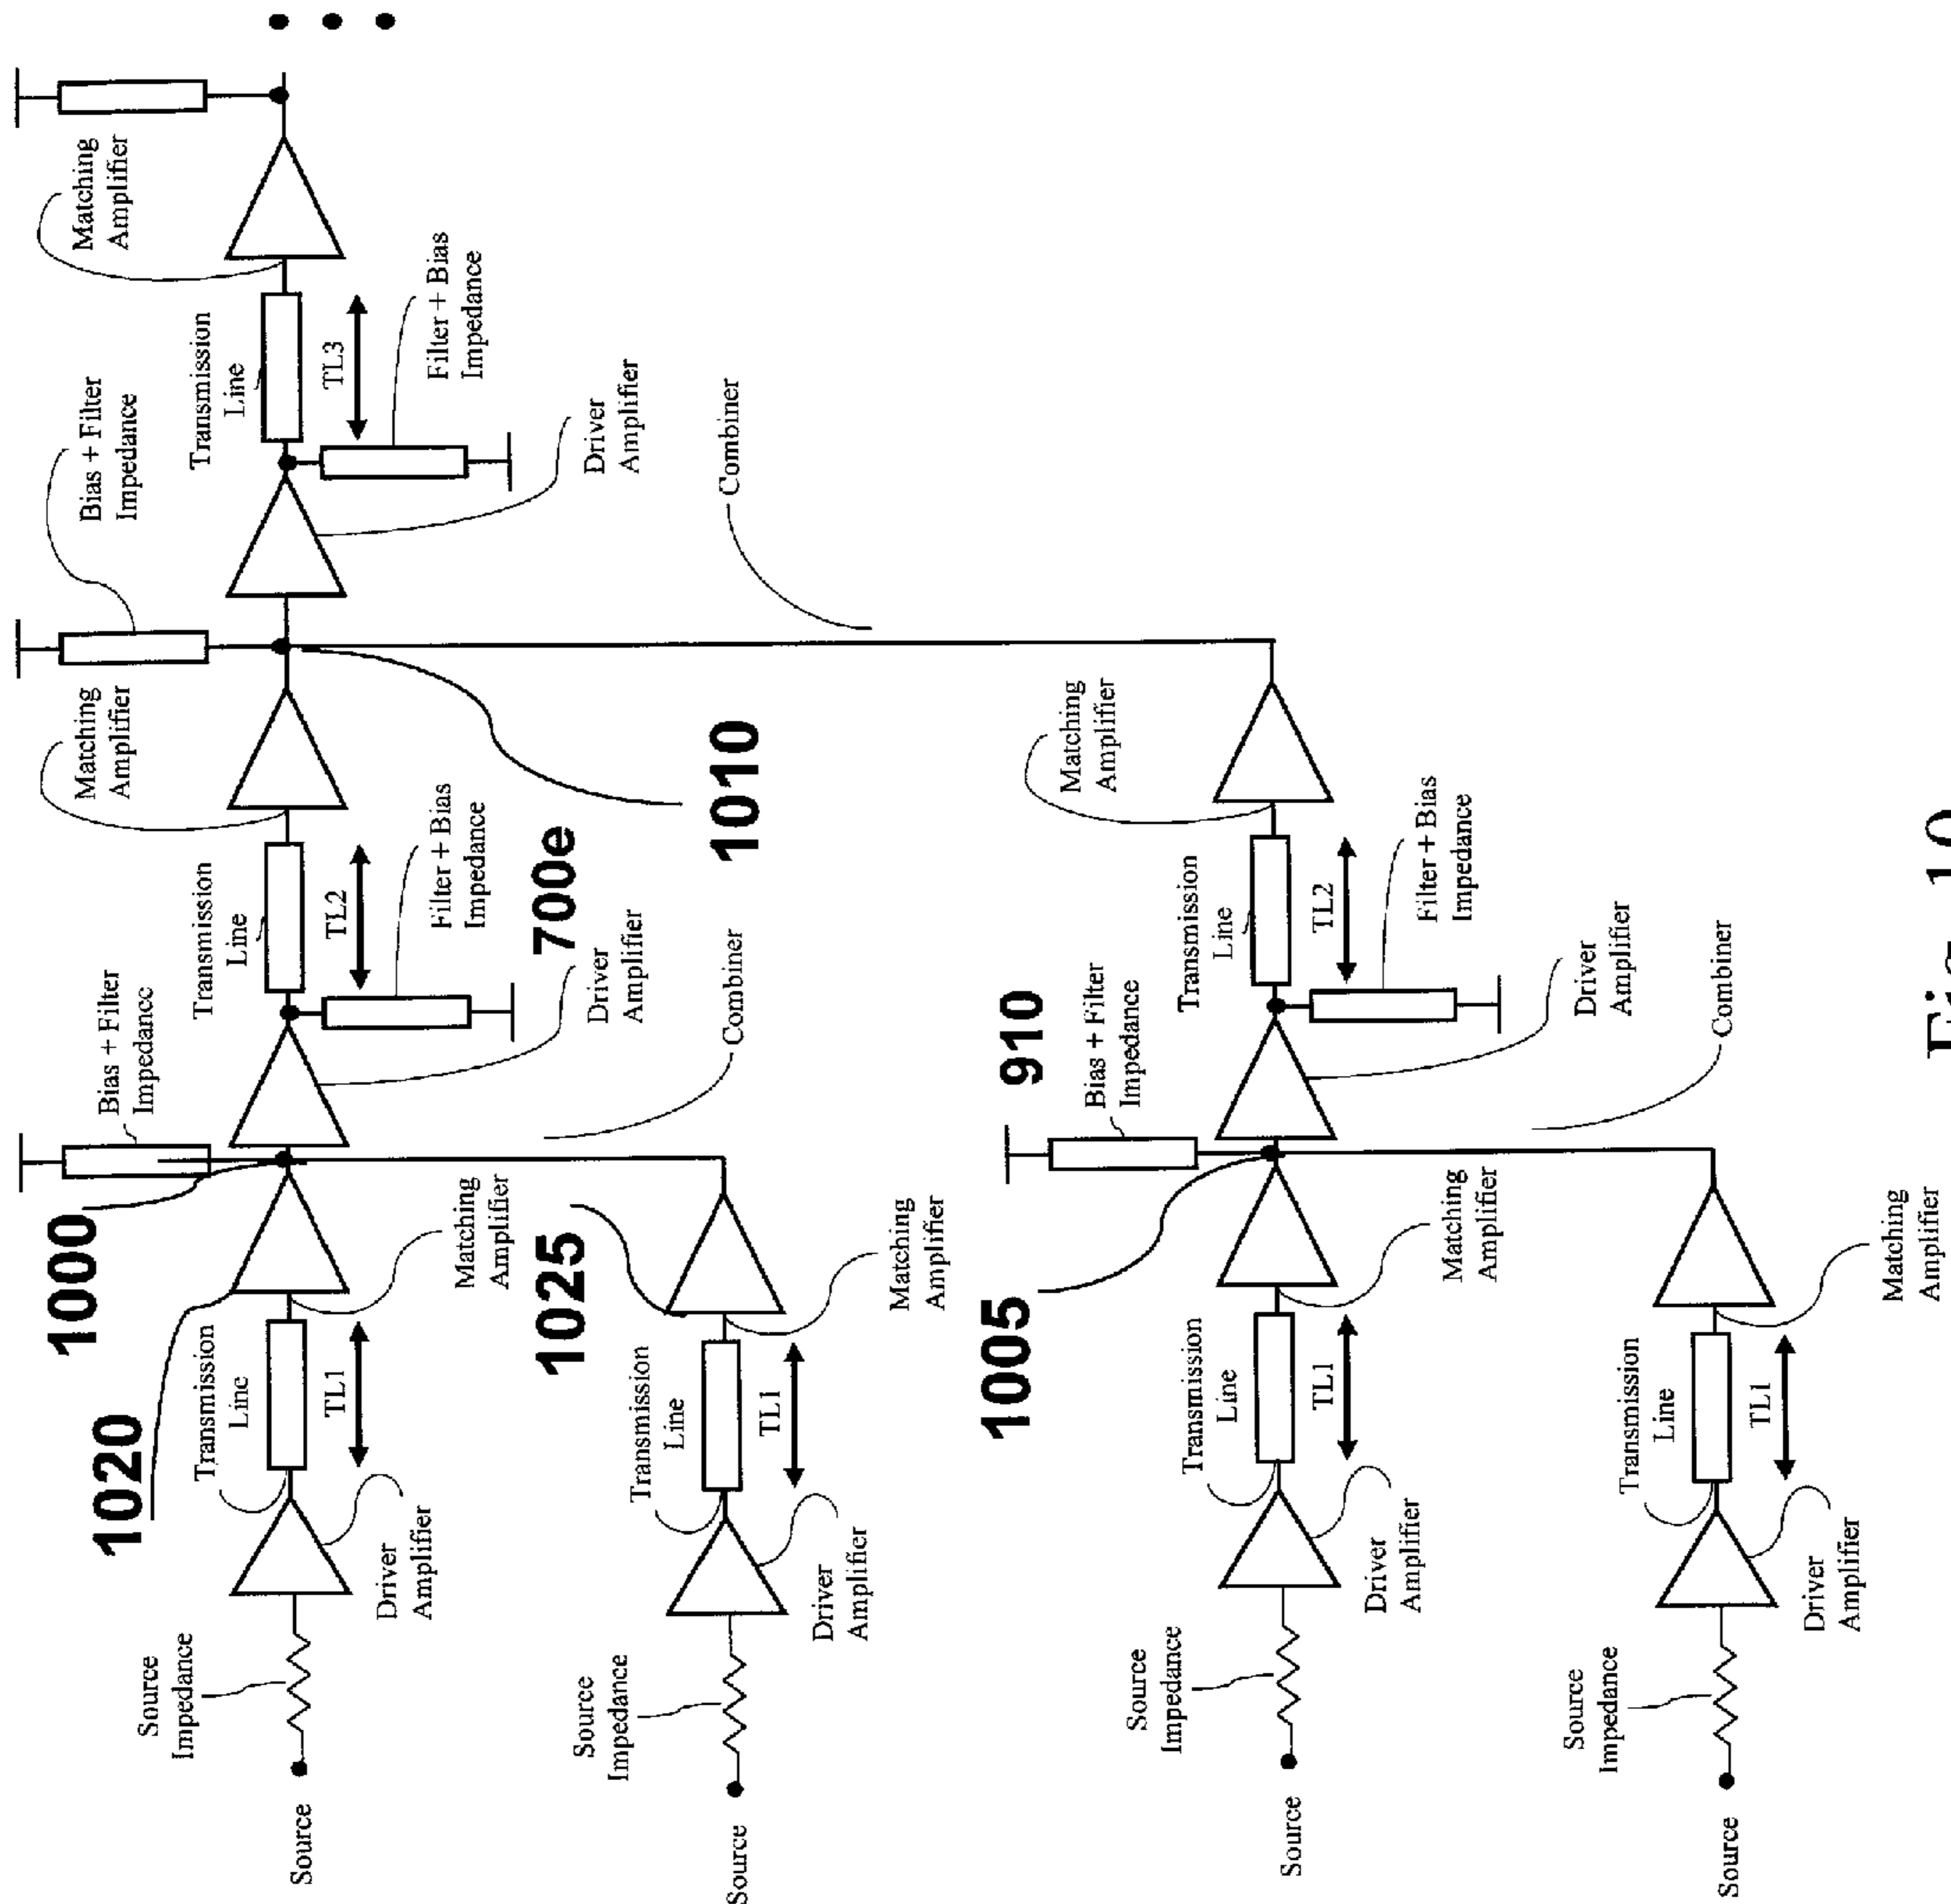 Source
Source
Impedance
Driver
Amplifier
Transmission
Line
TL1
1020
Matching
Amplifier
1000
Bias + Filter
Impedance
Combiner
Driver
Amplifier
700e
Transmission
Line
TL2
Filter + Bias
Impedance
Matching
Amplifier
1010
Bias + Filter
Impedance
Combiner
Driver
Amplifier
Transmission
Line
TL3
Filter + Bias
Impedance
Matching
Amplifier
Source
Source
Impedance
Driver
Amplifier
Transmission
Line
TL1
1025
Matching
Amplifier
Source
Source
Impedance
Driver
Amplifier
Transmission
Line
TL1
Matching
Amplifier
1005
910
Bias + Filter
Impedance
Combiner
Driver
Amplifier
Transmission
Line
TL2
Filter + Bias
Impedance
Matching
Amplifier
Source
Source
Impedance
Driver
Amplifier
Transmission
Line
TL1
Matching
Amplifier
Fig. 10